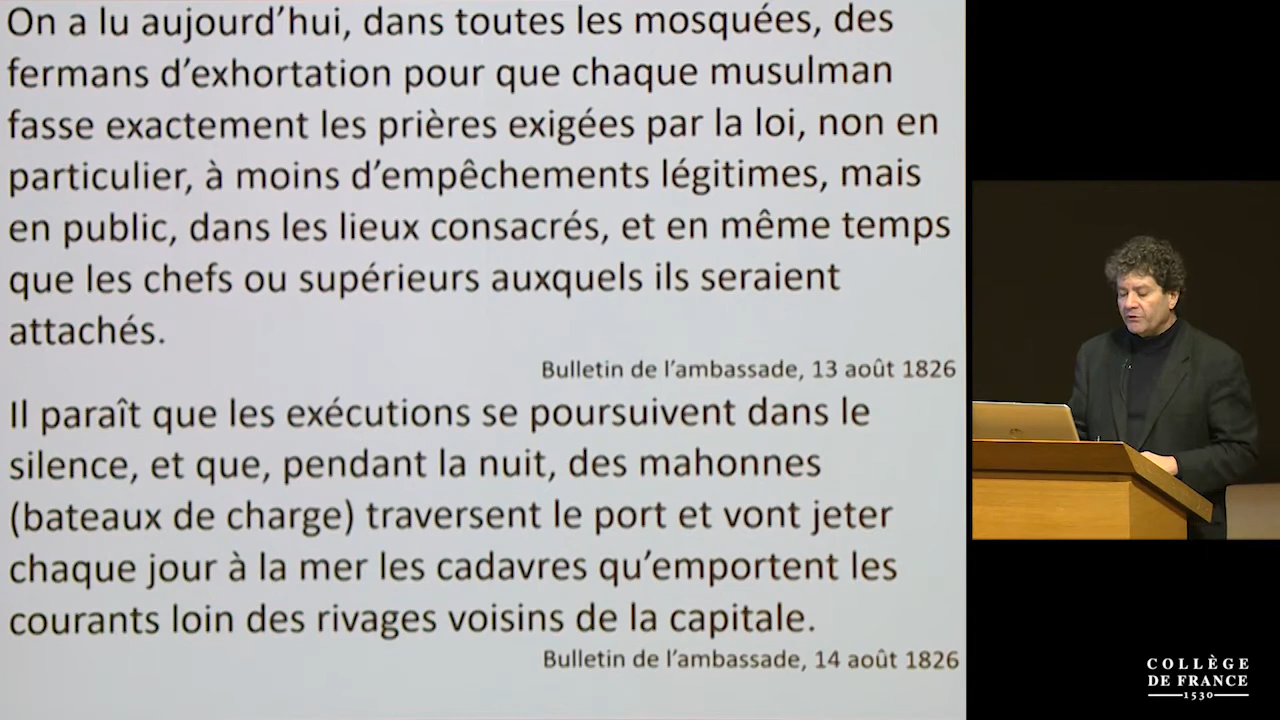 On a lu aujourd’hui, dans toutes les mosquées, des
fermans d’exhortation pour que chaque musulman
fasse exactement les prières exigées par la loi, non en
particulier, à moins d’empêchements légitimes, mais
en public, dans les lieux consacrés, et en même temps
que les chefs ou supérieurs auxquels ils seraient
attachés.
Bulletin de l’ambassade, 13 août 1826
Il paraît que les exécutions se poursuivent dans le
silence, et que, pendant la nuit, des mahonnes
(bateaux de charge) traversent le port et vont jeter
chaque jour à la mer les cadavres qu’emportent les
courants loin des rivages voisins de la capitale.
Bulletin de l’ambassade, 14 août 1826
COLLÈGE
DE FRANCE
1530